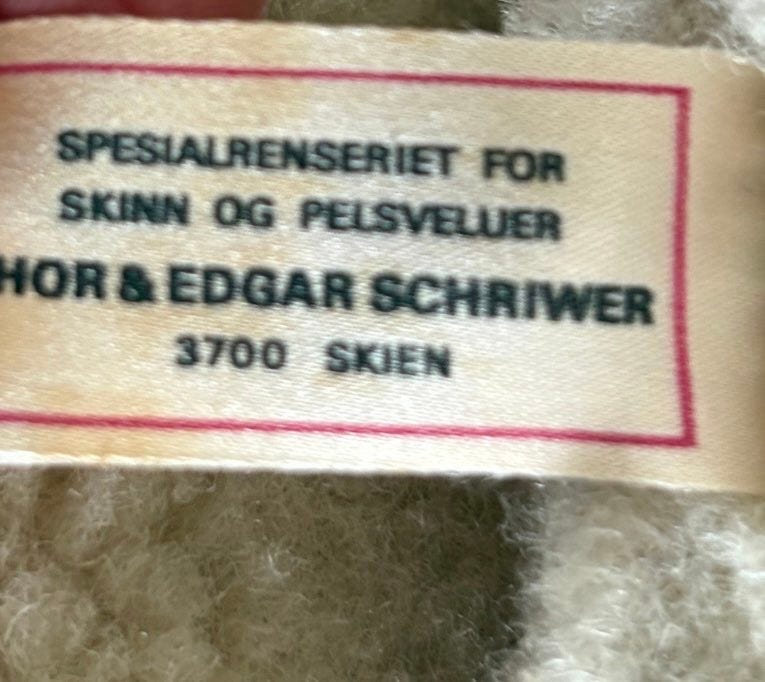 SPESIALRENSERIET FOR
SKINN OG PELSVELUER
HOR & EDGAR SCHRIWER
3700 SKIEN